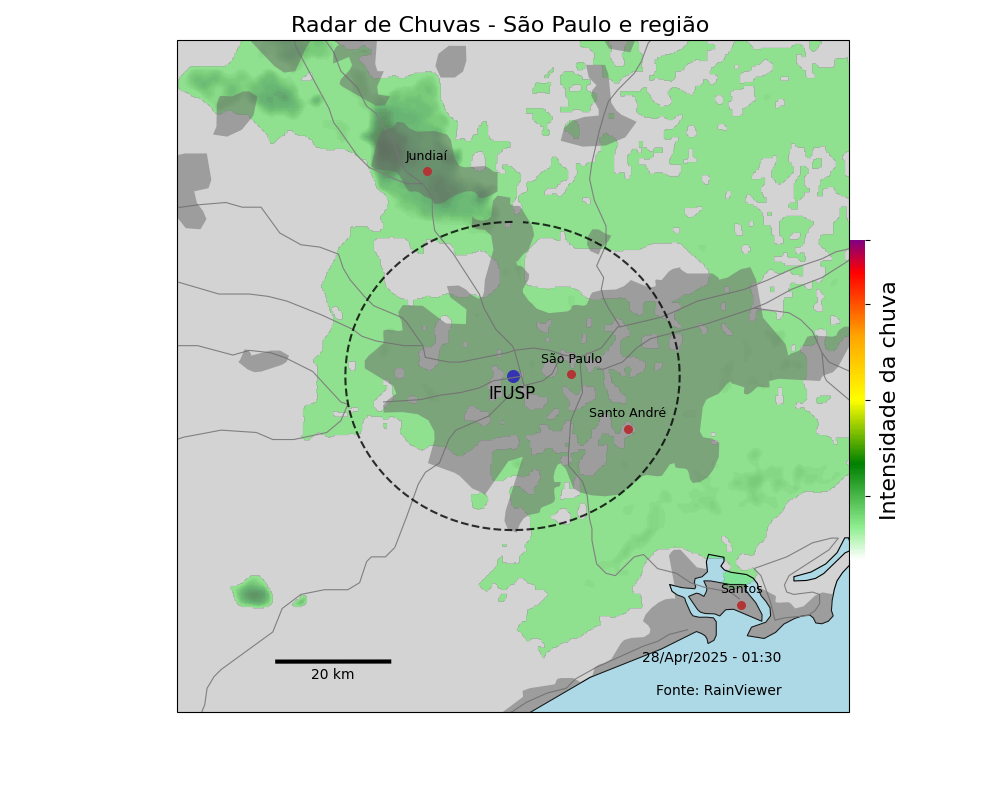 Radar de Chuvas - São Paulo e região
Jundiaí
São Paulo
IFUSP
Santo André
Intensidade da chuva
Santos
28/Apr/2025 - 01:30
20 km
Fonte: RainViewer